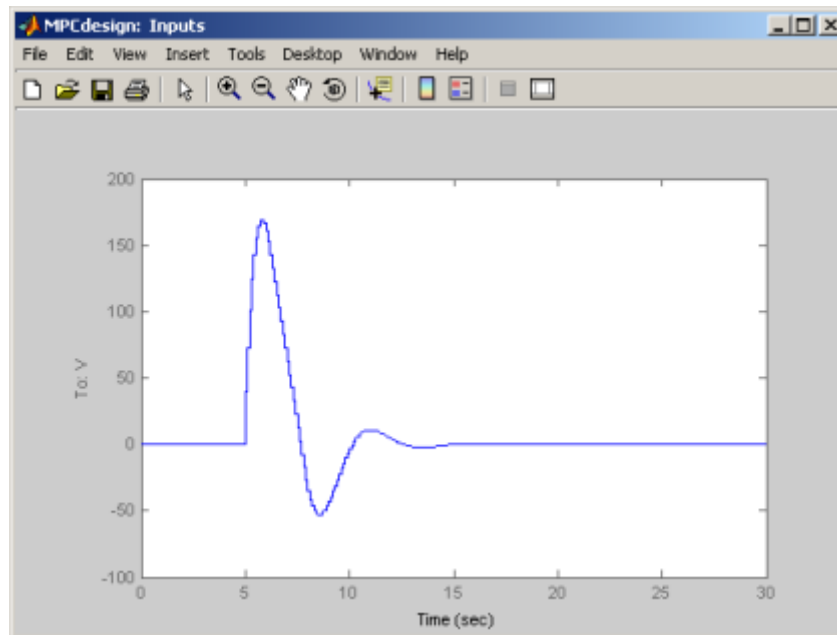 MPCdesign: Inputs
File Edit View Insert Tools Desktop Window Help
200
150
100
50
0
-50
-100
To: V
0 5 10 15 20 25 30
Time (sec)